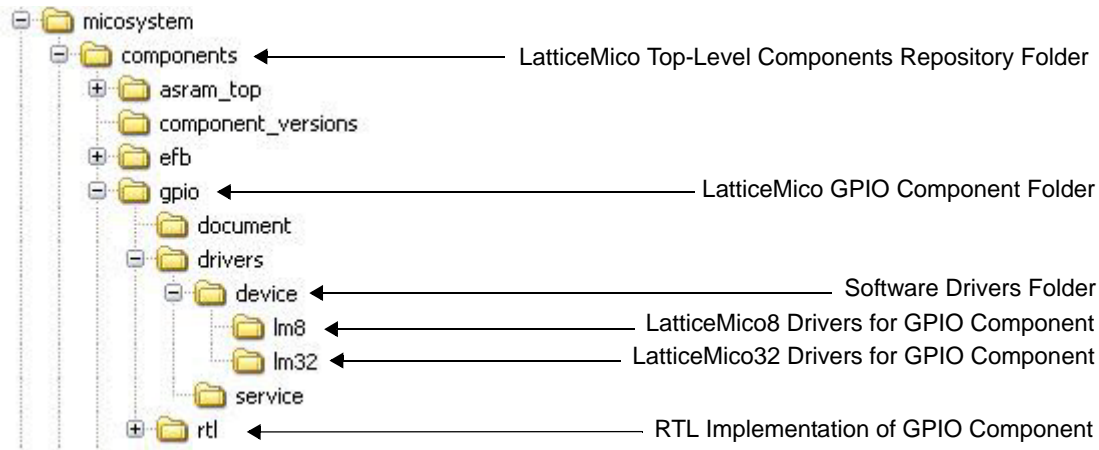 micosystem
components LatticeMico Top-Level Components Repository Folder
asram_top
component_versions
efb
gpio LatticeMico GPIO Component Folder
document
drivers
device Software Drivers Folder
lm8 LatticeMico8 Drivers for GPIO Component
lm32 LatticeMico32 Drivers for GPIO Component
service
rtl RTL Implementation of GPIO Component